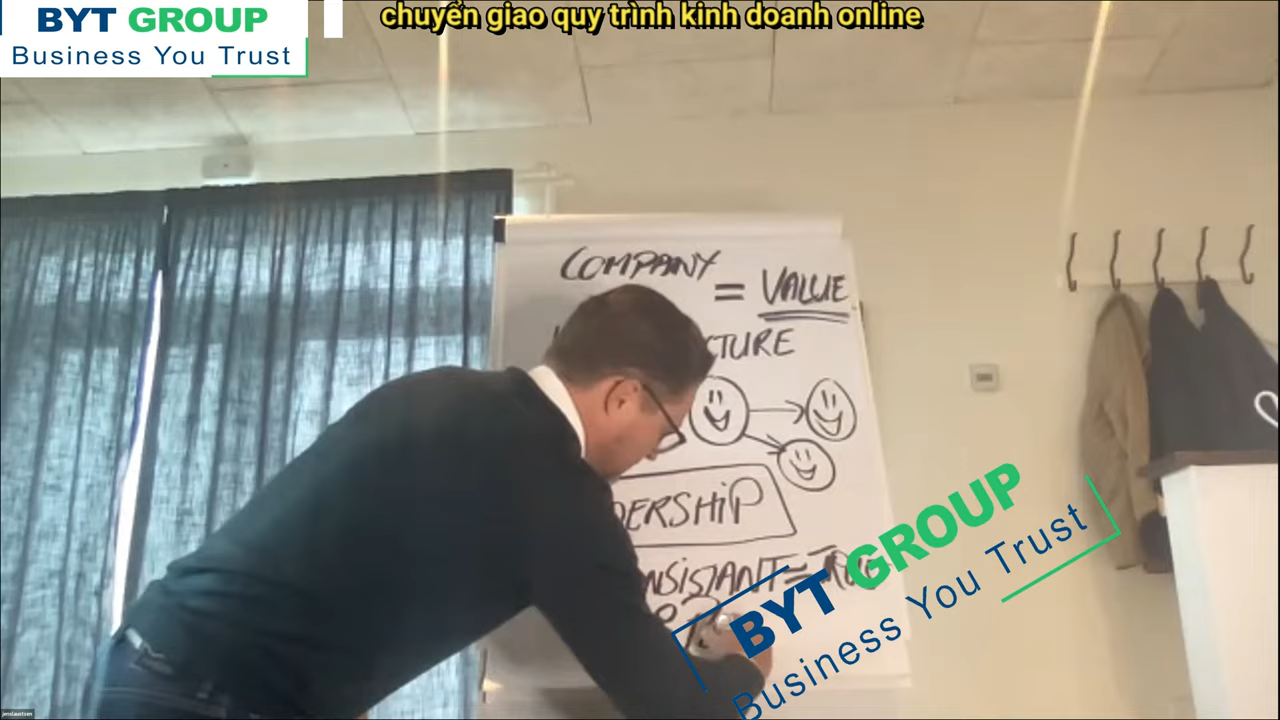 BYT GROUP
Business You Trust
chuyển giao quy trình kinh doanh online
COMPANY
= VALUE
CTURE
DERSHiP
NSISTANT =
BYT GROUP
Business You Trust